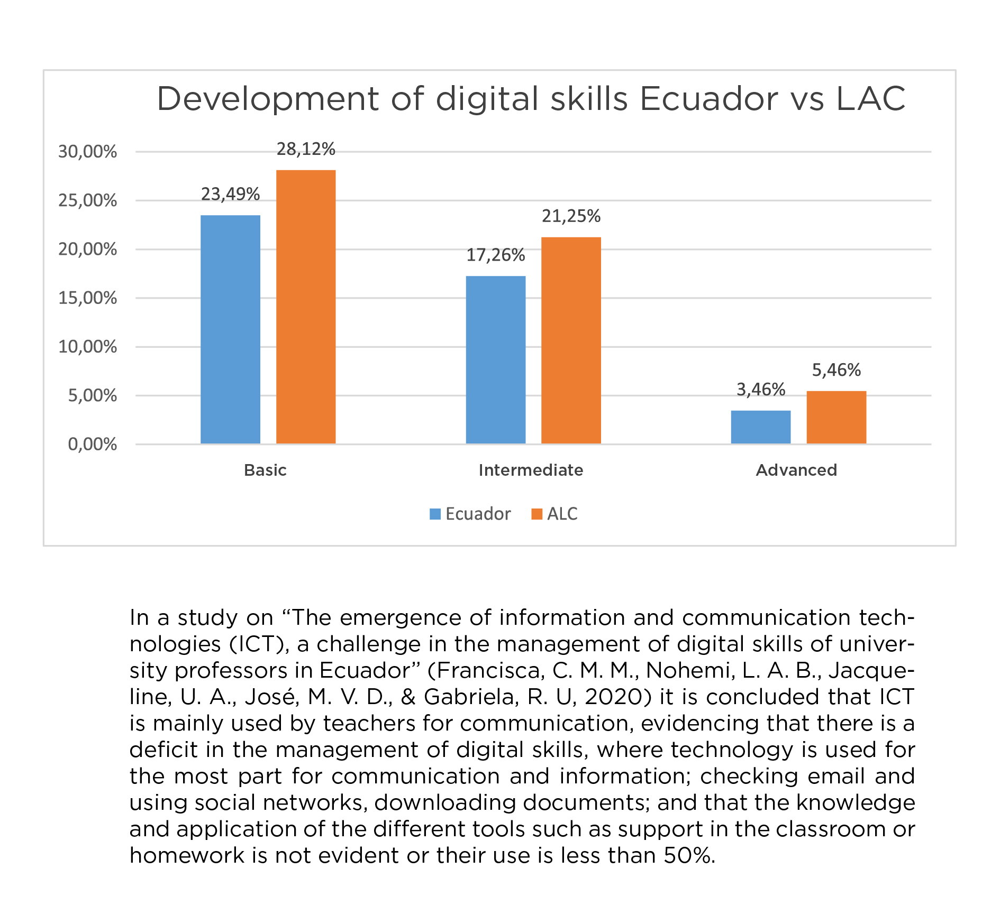 Development of digital skills Ecuador vs LAC
30,00%
25,00%
20,00%
15,00%
10,00%
5,00%
0,00%
23,49%
28,12%
17,26%
21,25%
3,46%
5,46%
Basic
Intermediate
Advanced
Ecuador
ALC
In a study on “The emergence of information and communication tech-
nologies (ICT), a challenge in the management of digital skills of univer-
sity professors in Ecuador” (Francisca, C. M. M., Nohemi, L. A. B., Jacque-
line, U. A., José, M. V. D., & Gabriela, R. U, 2020) it is concluded that ICT
is mainly used by teachers for communication, evidencing that there is a
deficit in the management of digital skills, where technology is used for
the most part for communication and information; checking email and
using social networks, downloading documents; and that the knowledge
and application of the different tools such as support in the classroom or
homework is not evident or their use is less than 50%.